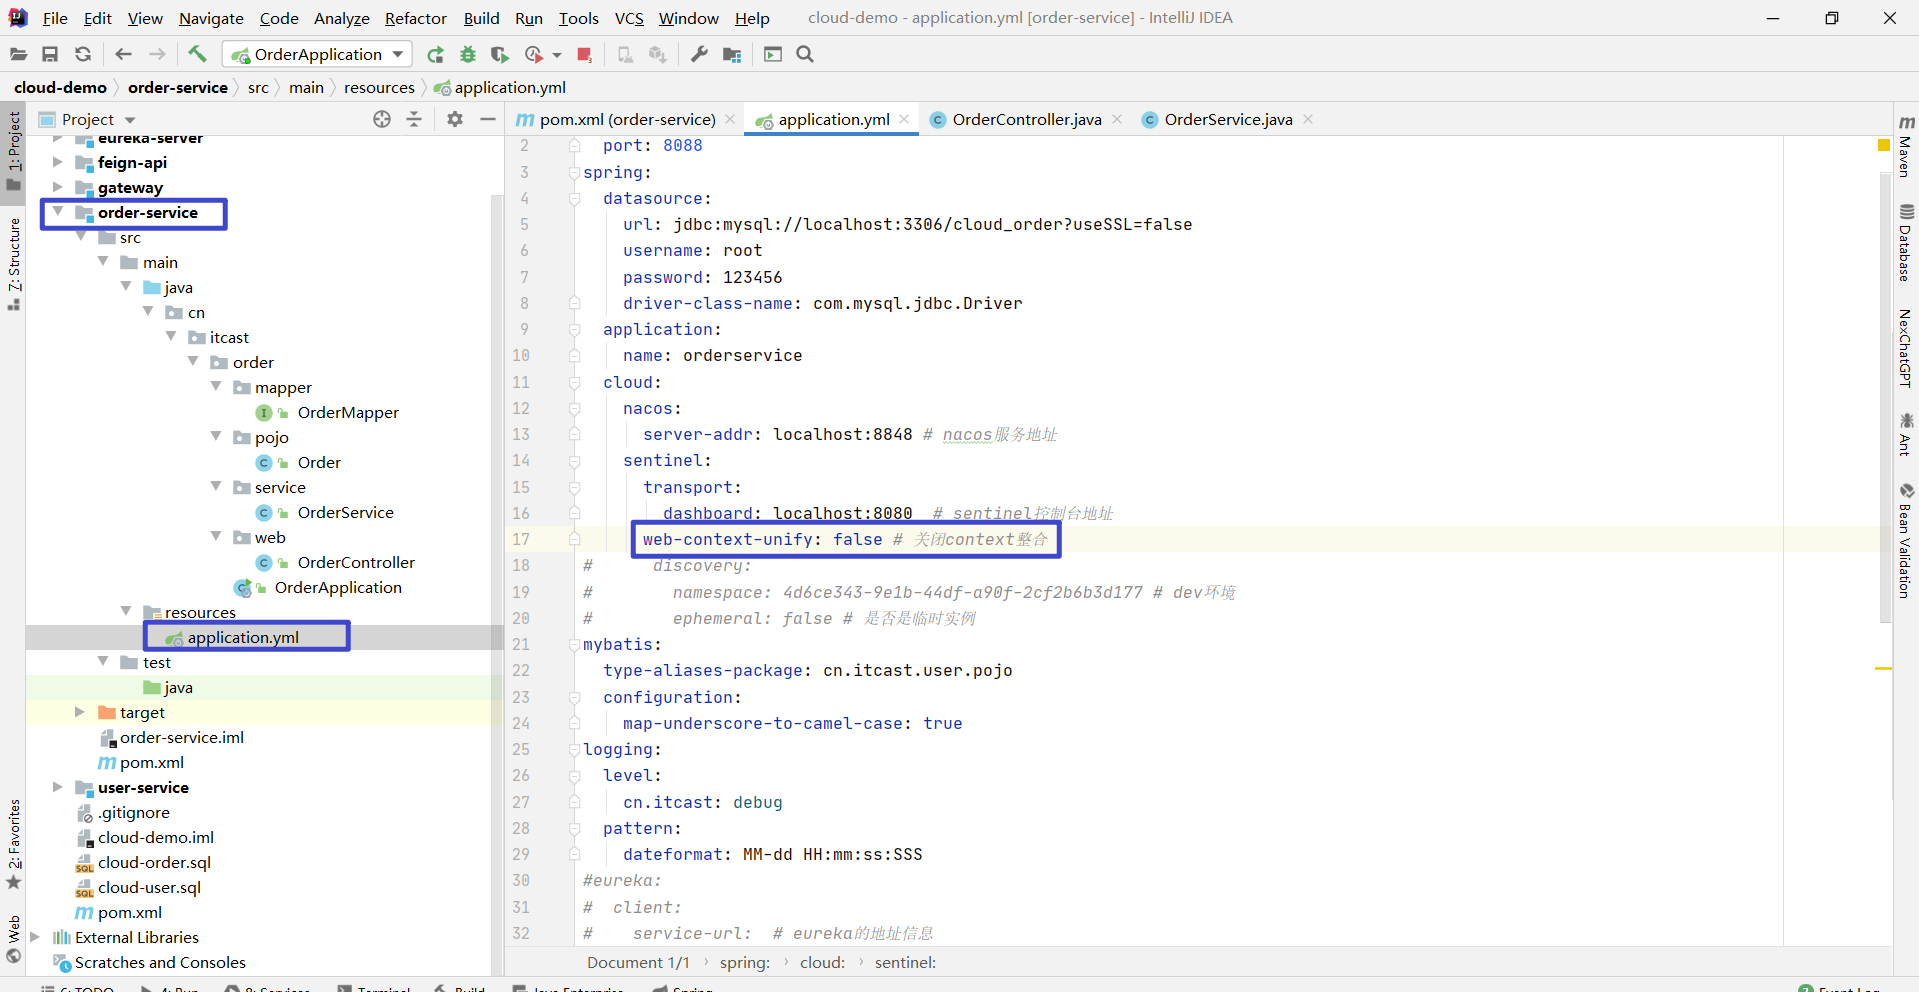 File Edit View Navigate Code Analyze Refactor Build Run Tools VCS Window Help cloud-demo - application.yml [order-service] - IntelliJ IDEA
OrderApplication
cloud-demo order-service src main resources application.yml
1: Project
7: Structure
2: Favorites
Web
Project
eureka-server
feign-api
gateway
order-service
src
main
java
cn
itcast
order
mapper
OrderMapper
pojo
Order
service
OrderService
web
OrderController
OrderApplication
resources
application.yml
test
java
target
order-service.iml
pom.xml
user-service
.gitignore
cloud-demo.iml
cloud-order.sql
cloud-user.sql
pom.xml
External Libraries
Scratches and Consoles
pom.xml (order-service) application.yml OrderController.java OrderService.java
2 port: 8088
3 spring:
4 datasource:
5 url: jdbc:mysql://localhost:3306/cloud_order?useSSL=false
6 username: root
7 password: 123456
8 driver-class-name: com.mysql.jdbc.Driver
9 application:
10 name: orderservice
11 cloud:
12 nacos:
13 server-addr: localhost:8848 # nacos服务地址
14 sentinel:
15 transport:
16 dashboard: localhost:8080 # sentinel控制台地址
17 web-context-unify: false # 关闭context整合
18 # discovery:
19 # namespace: 4d6ce343-9e1b-44df-a90f-2cf2b6b3d177 # dev环境
20 # ephemeral: false # 是否是临时实例
21 mybatis:
22 type-aliases-package: cn.itcast.user.pojo
23 configuration:
24 map-underscore-to-camel-case: true
25 logging:
26 level:
27 cn.itcast: debug
28 pattern:
29 dateformat: MM-dd HH:mm:ss:SSS
30 #eureka:
31 # client:
32 # service-url: # eureka的地址信息
Document 1/1 › spring: › cloud: › sentinel:
Maven
Database
NexChatGPT
Ant
Bean Validation
6: TODO 4: Run 8: Services Terminal Build Java Enterprise Spring 2 Event Log